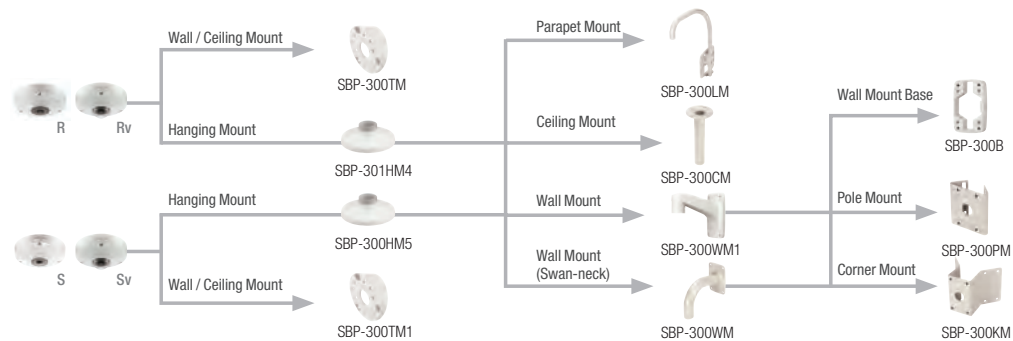 Wall / Ceiling Mount
SBP-300TM
R
Rv
Hanging Mount
SBP-301HM4
Hanging Mount
SBP-300HM5
S
Sv
Wall / Ceiling Mount
SBP-300TM1
Parapet Mount
SBP-300LM
Ceiling Mount
SBP-300CM
Wall Mount
SBP-300WM1
Wall Mount
(Swan-neck)
SBP-300WM
Wall Mount Base
SBP-300B
Pole Mount
SBP-300PM
Corner Mount
SBP-300KM